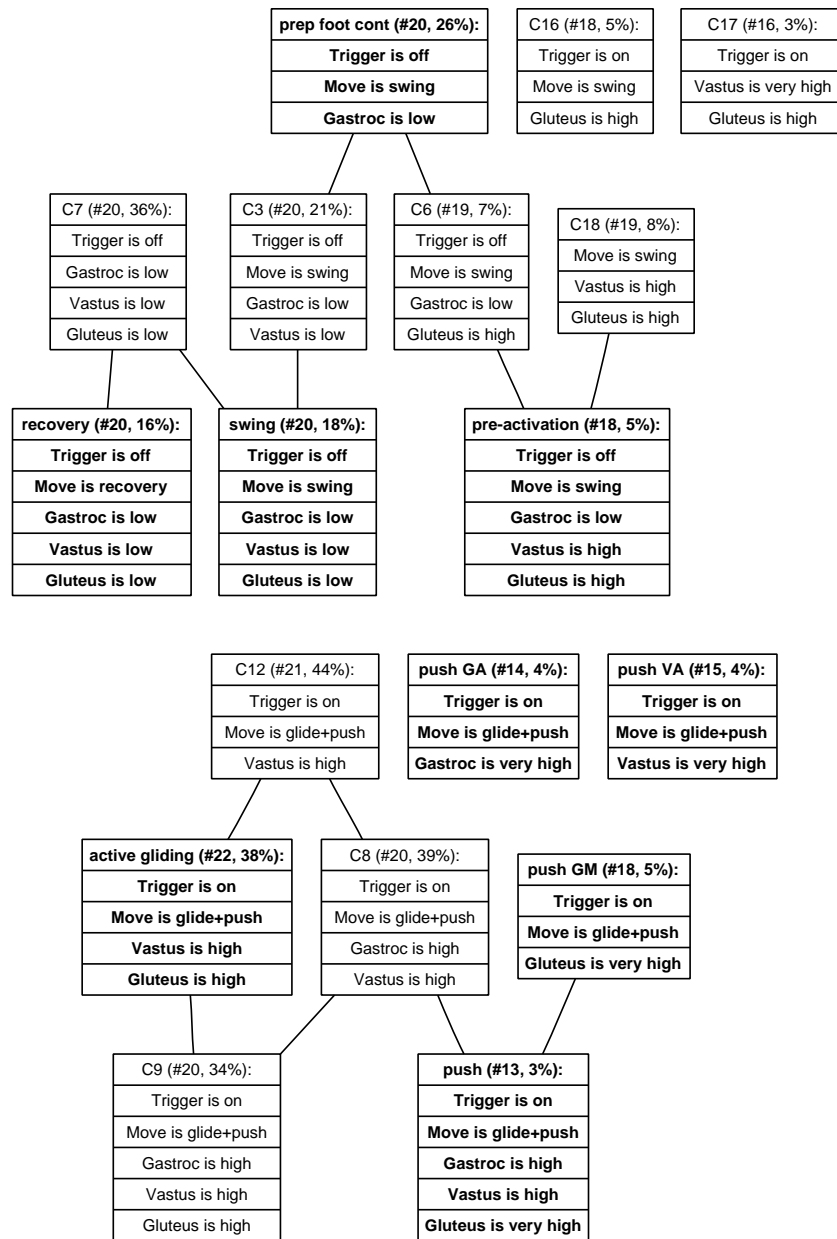 prep foot cont (#20, 26%):
Trigger is off
Move is swing
Gastroc is low
C16 (#18, 5%):
Trigger is on
Move is swing
Gluteus is high
C17 (#16, 3%):
Trigger is on
Vastus is very high
Gluteus is high
C7 (#20, 36%):
Trigger is off
Gastroc is low
Vastus is low
Gluteus is low
C3 (#20, 21%):
Trigger is off
Move is swing
Gastroc is low
Vastus is low
C6 (#19, 7%):
Trigger is off
Move is swing
Gastroc is low
Gluteus is high
C18 (#19, 8%):
Move is swing
Vastus is high
Gluteus is high
recovery (#20, 16%):
Trigger is off
Move is recovery
Gastroc is low
Vastus is low
Gluteus is low
swing (#20, 18%):
Trigger is off
Move is swing
Gastroc is low
Vastus is low
Gluteus is low
pre-activation (#18, 5%):
Trigger is off
Move is swing
Gastroc is low
Vastus is high
Gluteus is high
C12 (#21, 44%):
Trigger is on
Move is glide+push
Vastus is high
push GA (#14, 4%):
Trigger is on
Move is glide+push
Gastroc is very high
push VA (#15, 4%):
Trigger is on
Move is glide+push
Vastus is very high
active gliding (#22, 38%):
Trigger is on
Move is glide+push
Vastus is high
Gluteus is high
C8 (#20, 39%):
Trigger is on
Move is glide+push
Gastroc is high
Vastus is high
push GM (#18, 5%):
Trigger is on
Move is glide+push
Gluteus is very high
C9 (#20, 34%):
Trigger is on
Move is glide+push
Gastroc is high
Vastus is high
Gluteus is high
push (#13, 3%):
Trigger is on
Move is glide+push
Gastroc is high
Vastus is high
Gluteus is very high